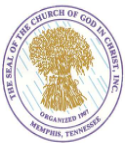 THE SEAL OF THE CHURCH OF GOD IN CHRIST, INC.
ORGANIZED 1907
MEMPHIS, TENNESSEE